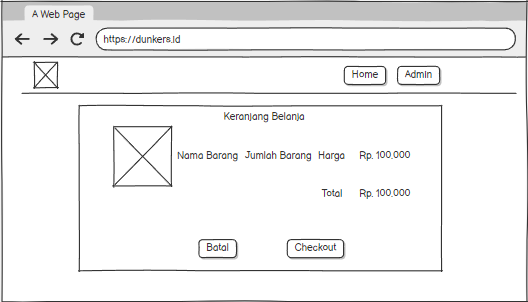 A Web Page
https://dunkers.id
Home Admin
Keranjang Belanja
Nama Barang Jumlah Barang Harga Rp. 100,000
Total Rp. 100,000
Batal Checkout